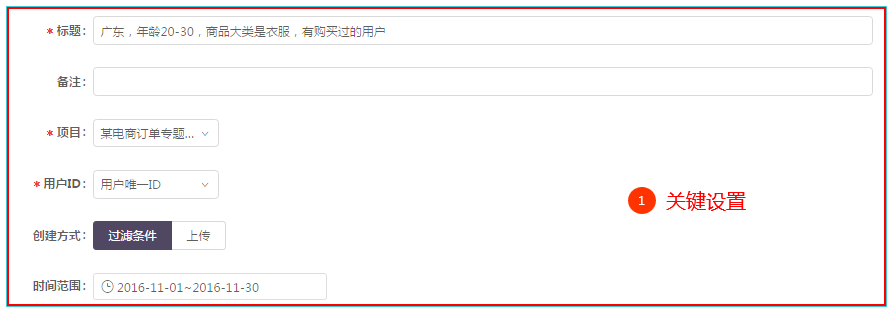 * 标题： 广东，年龄20-30，商品大类是衣服，有购买过的用户
备注：
* 项目： 某电商订单专题...
* 用户ID： 用户唯一ID
1 关键设置
创建方式： 过滤条件 上传
时间范围： 2016-11-01~2016-11-30